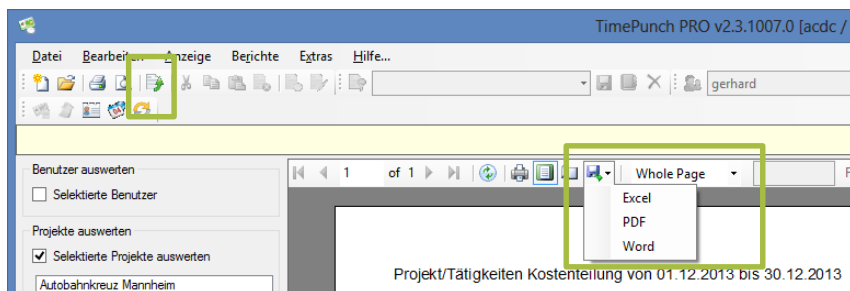 TimePunch PRO v2.3.1007.0 [acdc /
Datei Bearbeiten Anzeige Berichte Extras Hilfe...
gerhard
Benutzer auswerten
Selektierte Benutzer
Projekte auswerten
Selektierte Projekte auswerten
Autobahnkreuz Mannheim
1 of 1 Whole Page
Excel
PDF
Word
Projekt/Tätigkeiten Kostenteilung von 01.12.2013 bis 30.12.2013